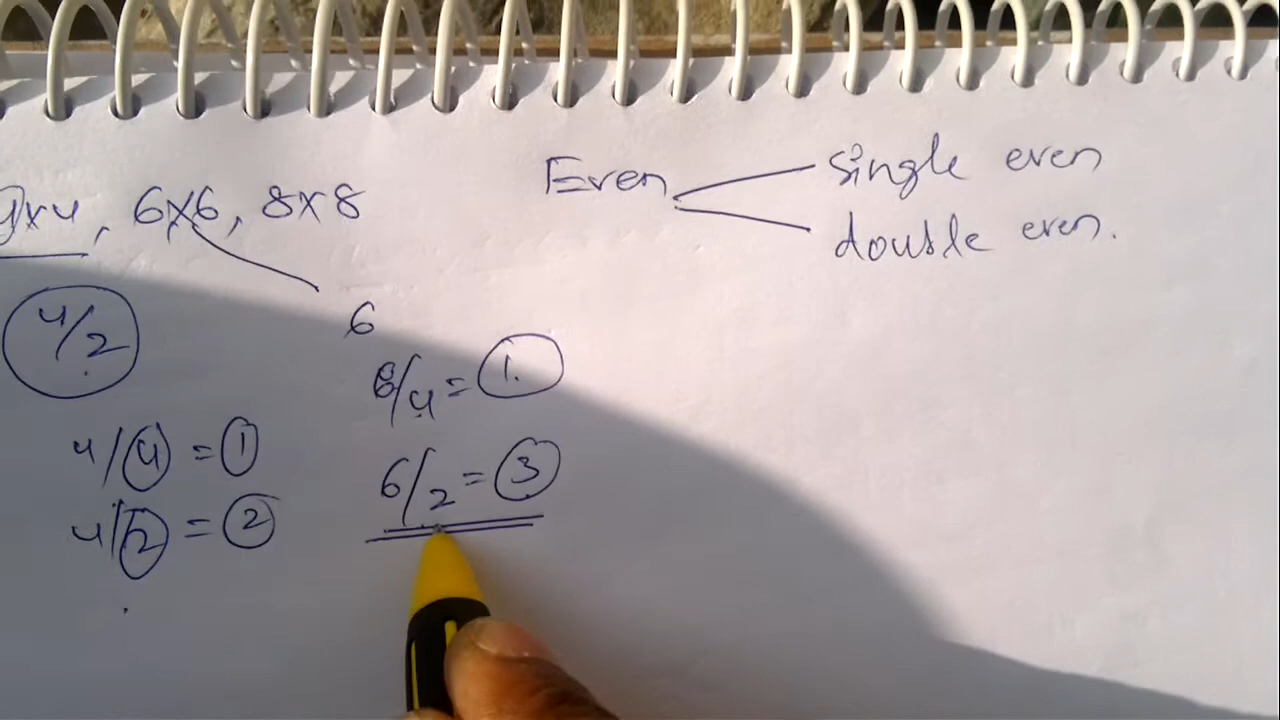 4x4, 6x6, 8x8
Even
single even
double even.
4/2
6
6/4 = 1.
4/4 = 1
6/2 = 3
4/2 = 2